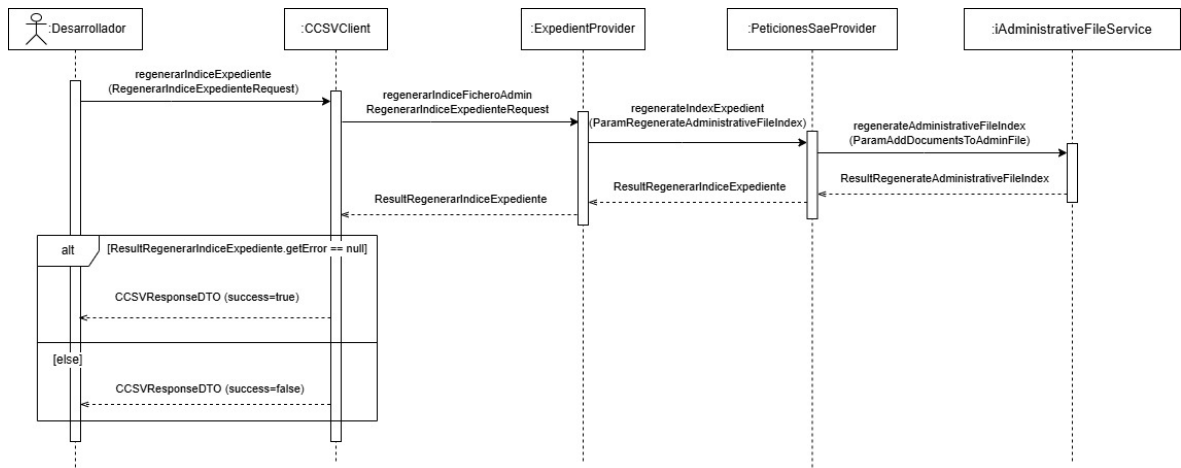 :Desarrollador
:CCSVClient
:ExpedientProvider
:PeticionesSaeProvider
:iAdministrativeFileService
regenerarIndiceExpediente
(RegenerarIndiceExpedienteRequest)
regenerarIndiceFicheroAdmin
RegenerarIndiceExpedienteRequest
regenerateIndexExpedient
(ParamRegenerateAdministrativeFileIndex)
regenerateAdministrativeFileIndex
(ParamAddDocumentsToAdminFile)
ResultRegenerateAdministrativeFileIndex
ResultRegenerarIndiceExpediente
ResultRegenerarIndiceExpediente
alt
[ResultRegenerarIndiceExpediente.getError == null]
CCSVResponseDTO (success=true)
[else]
CCSVResponseDTO (success=false)